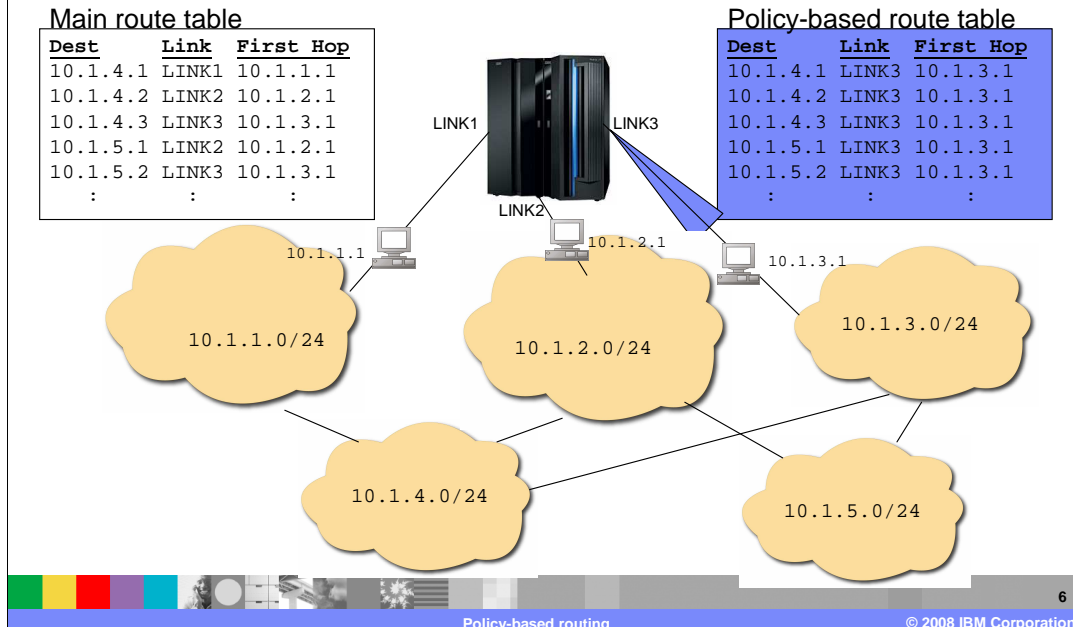 Main route table
Dest Link First Hop
10.1.4.1 LINK1 10.1.1.1
10.1.4.2 LINK2 10.1.2.1
10.1.4.3 LINK3 10.1.3.1
10.1.5.1 LINK2 10.1.2.1
10.1.5.2 LINK3 10.1.3.1
: : :
Policy-based route table
Dest Link First Hop
10.1.4.1 LINK3 10.1.3.1
10.1.4.2 LINK3 10.1.3.1
10.1.4.3 LINK3 10.1.3.1
10.1.5.1 LINK3 10.1.3.1
10.1.5.2 LINK3 10.1.3.1
: : :
LINK1
LINK3
LINK2
10.1.1.1
10.1.2.1
10.1.3.1
10.1.1.0/24
10.1.2.0/24
10.1.3.0/24
10.1.4.0/24
10.1.5.0/24
6
Policy-based routing
© 2008 IBM Corporation